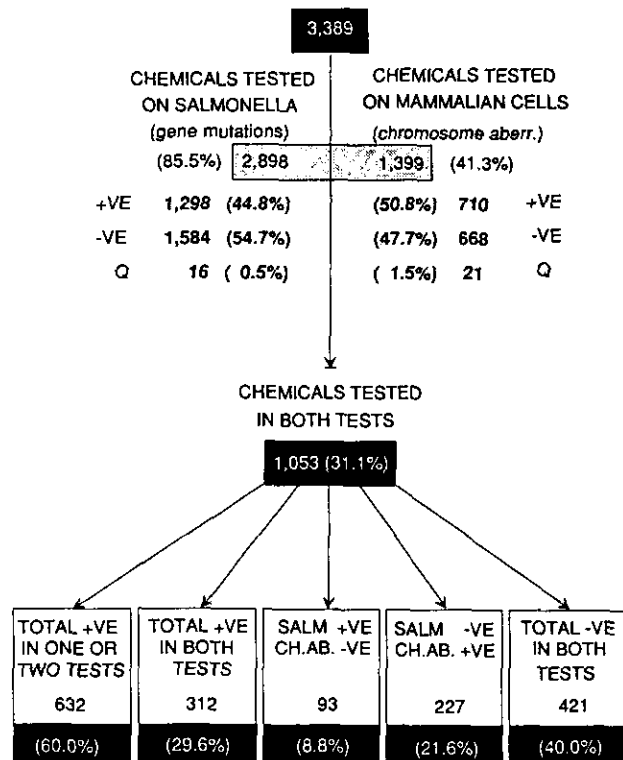 3,389
CHEMICALS TESTED
ON SALMONELLA
(gene mutations)
(85.5%) 2,898
+VE 1,298 (44.8%)
-VE 1,584 (54.7%)
Q 16 ( 0.5%)
CHEMICALS TESTED
ON MAMMALIAN CELLS
(chromosome aberr.)
1,399 (41.3%)
(50.8%) 710 +VE
(47.7%) 668 -VE
( 1.5%) 21 Q
CHEMICALS TESTED
IN BOTH TESTS
1,053 (31.1%)
TOTAL +VE
IN ONE OR
TWO TESTS
632
(60.0%)
TOTAL +VE
IN BOTH
TESTS
312
(29.6%)
SALM +VE
CH.AB. -VE
93
(8.8%)
SALM -VE
CH.AB. +VE
227
(21.6%)
TOTAL -VE
IN BOTH
TESTS
421
(40.0%)